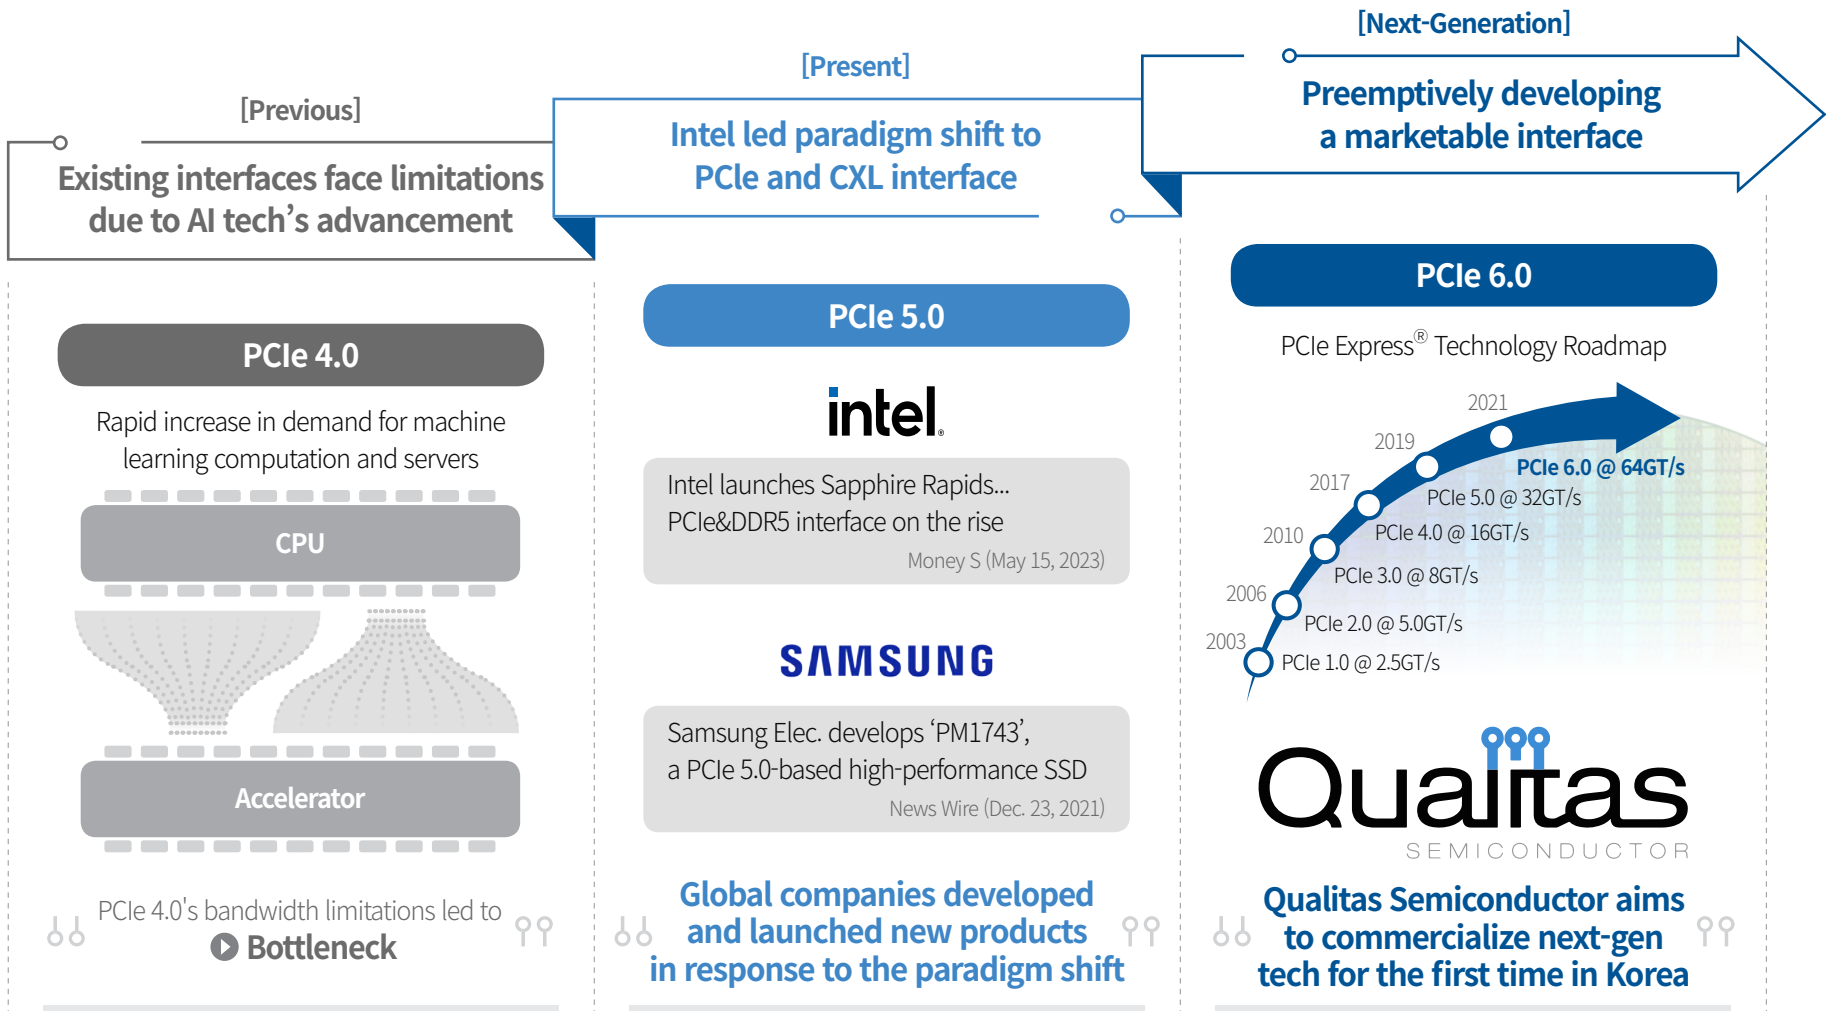 [Previous]
Existing interfaces face limitations
due to AI tech's advancement
PCIe 4.0
Rapid increase in demand for machine
learning computation and servers
CPU
Accelerator
PCIe 4.0's bandwidth limitations led to
Bottleneck
[Present]
Intel led paradigm shift to
PCle and CXL interface
PCIe 5.0
intel®
Intel launches Sapphire Rapids...
PCIe&DDR5 interface on the rise
Money S (May 15, 2023)
SAMSUNG
Samsung Elec. develops ‘PM1743’,
a PCIe 5.0-based high-performance SSD
News Wire (Dec. 23, 2021)
Global companies developed
and launched new products
in response to the paradigm shift
[Next-Generation]
Preemptively developing
a marketable interface
PCIe 6.0
PCIe Express® Technology Roadmap
2021
PCIe 6.0 @ 64GT/s
2019
PCIe 5.0 @ 32GT/s
2017
PCIe 4.0 @ 16GT/s
2010
PCIe 3.0 @ 8GT/s
2006
PCIe 2.0 @ 5.0GT/s
2003
PCIe 1.0 @ 2.5GT/s
Qualitas
SEMICONDUCTOR
Qualitas Semiconductor aims
to commercialize next-gen
tech for the first time in Korea